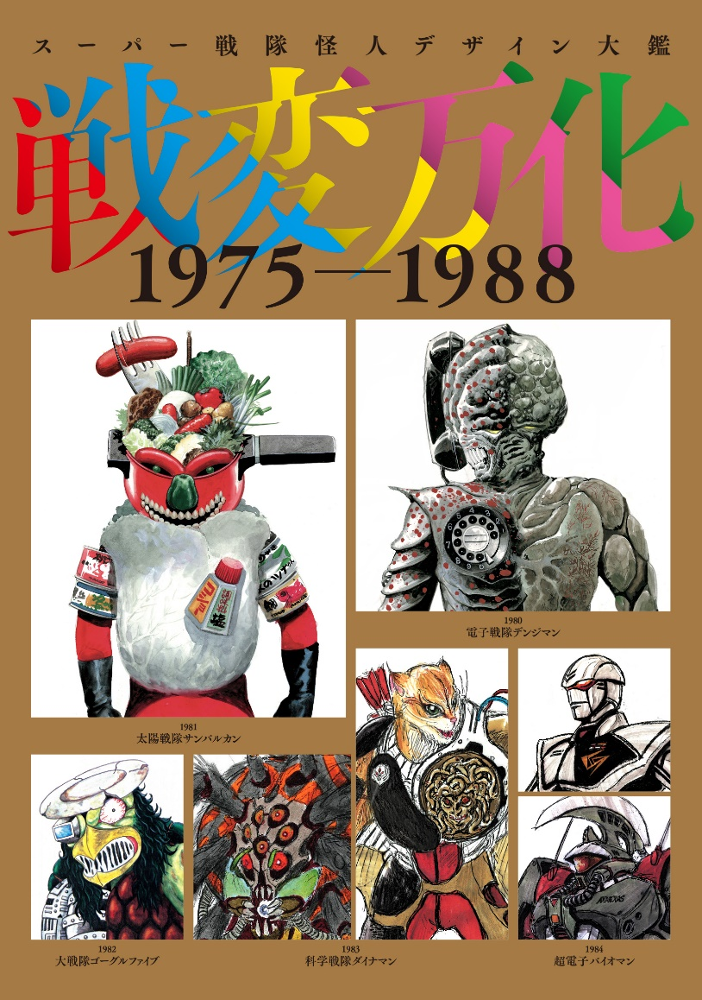 スーパー戦隊怪人デザイン大鑑
戦変万化
1975—1988
1981
太陽戦隊サンバルカン
1980
電子戦隊デンジマン
1982
大戦隊ゴーグルファイブ
1983
科学戦隊ダイナマン
1984
超電子バイオマン